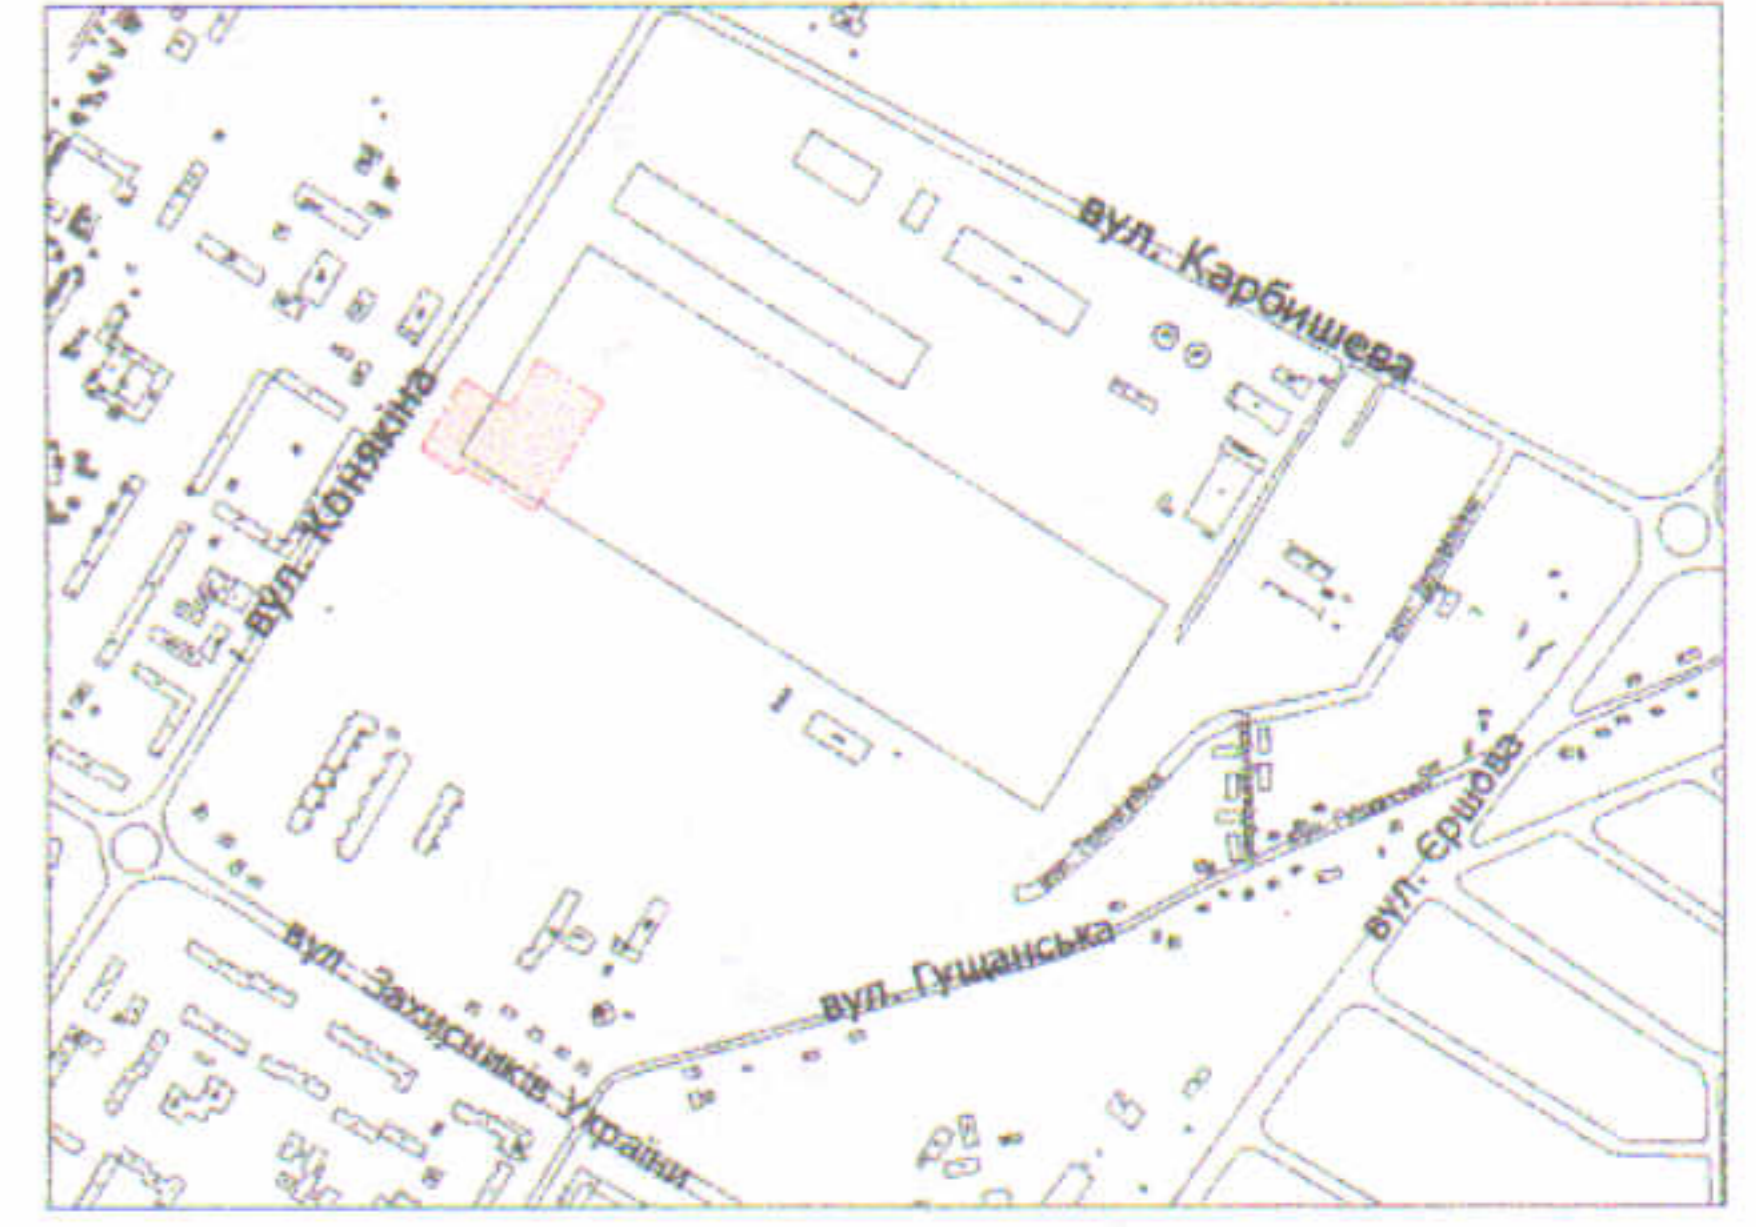 вул. Карбишева
вул. Конякіна
вул. Єршова
вул. Гущанська
вул. Захисників України